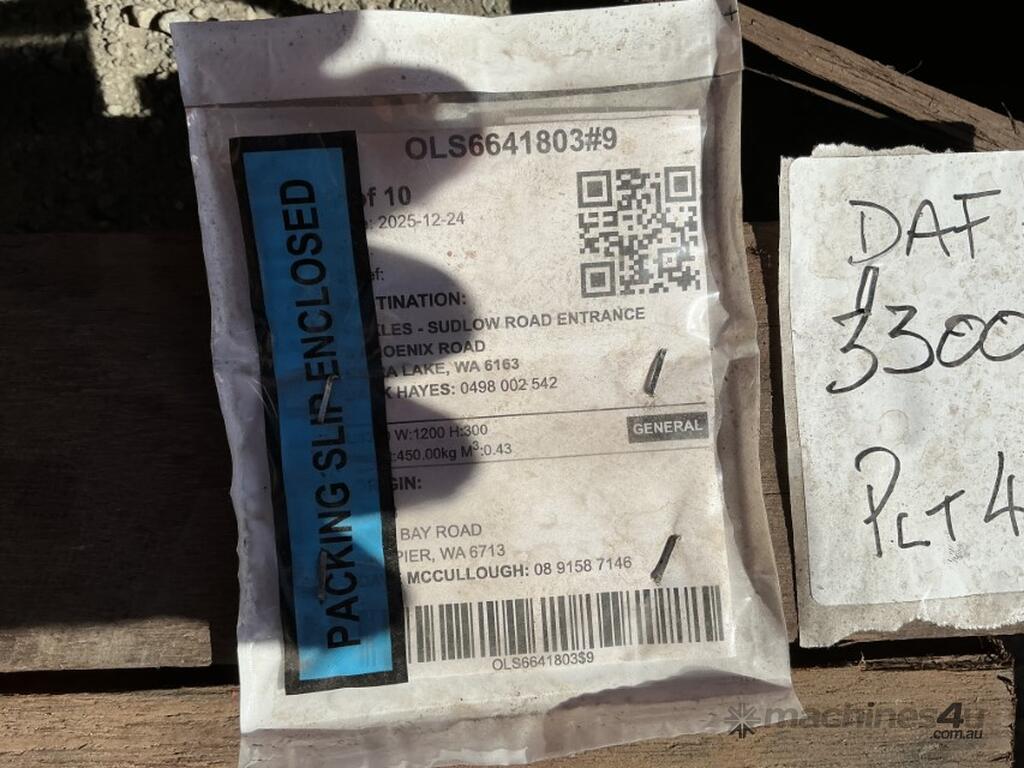 OLS6641803#9
of 10
: 2025-12-24
ef:
TINATION:
KLES - SUDLOW ROAD ENTRANCE
OENIX ROAD
RA LAKE, WA 6163
K HAYES: 0498 002 542
W:1200 H:300
GENERAL
:450.00kg M³:0.43
GIN:
BAY ROAD
PIER, WA 6713
MCCULLOUGH: 08 9158 7146
OLS6641803$9
PACKING SLIP ENCLOSED
DAF
3300
PLT 4
machines4u
.com.au